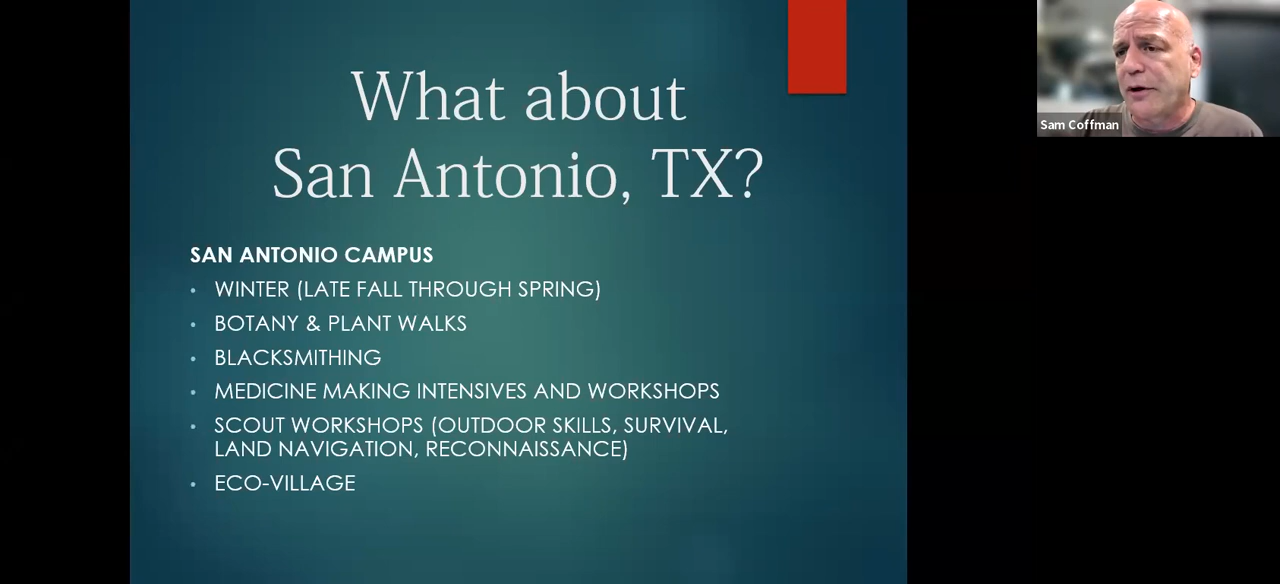 What about
San Antonio, TX?
SAN ANTONIO CAMPUS
• WINTER (LATE FALL THROUGH SPRING)
• BOTANY & PLANT WALKS
• BLACKSMITHING
• MEDICINE MAKING INTENSIVES AND WORKSHOPS
• SCOUT WORKSHOPS (OUTDOOR SKILLS, SURVIVAL,
LAND NAVIGATION, RECONNAISSANCE)
• ECO-VILLAGE
Sam Coffman